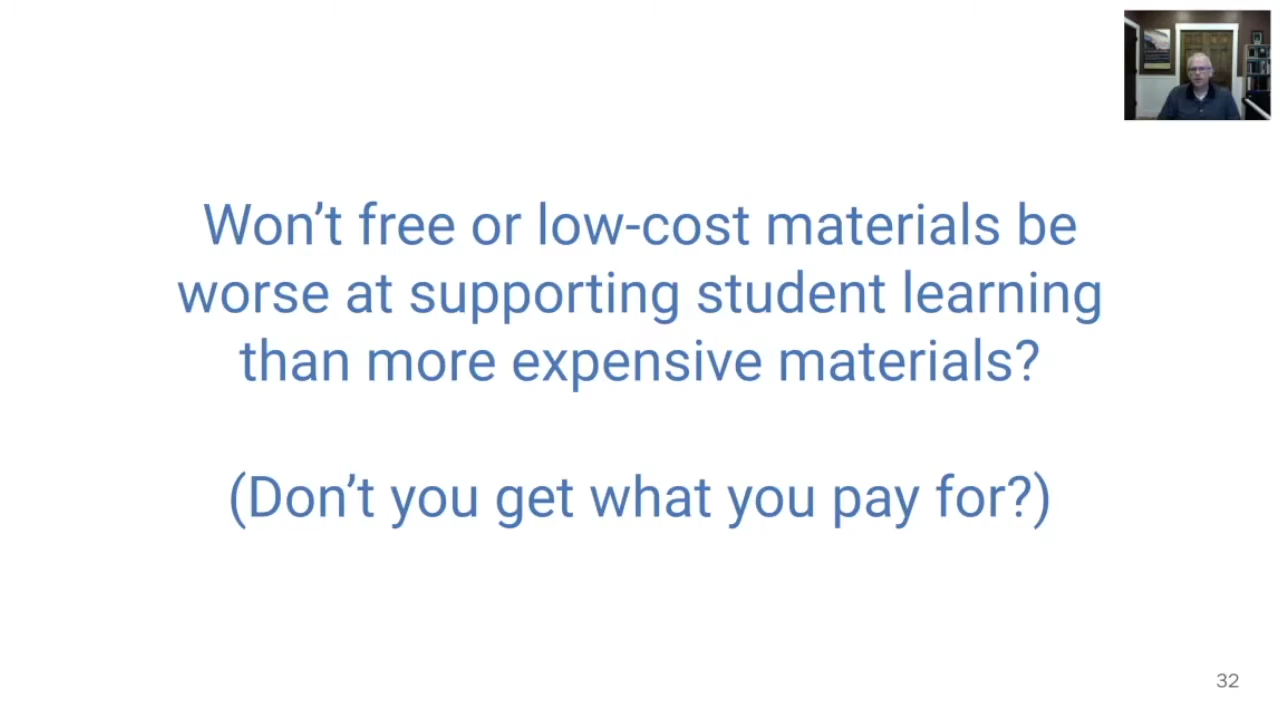 Won’t free or low-cost materials be
worse at supporting student learning
than more expensive materials?
(Don’t you get what you pay for?)
32